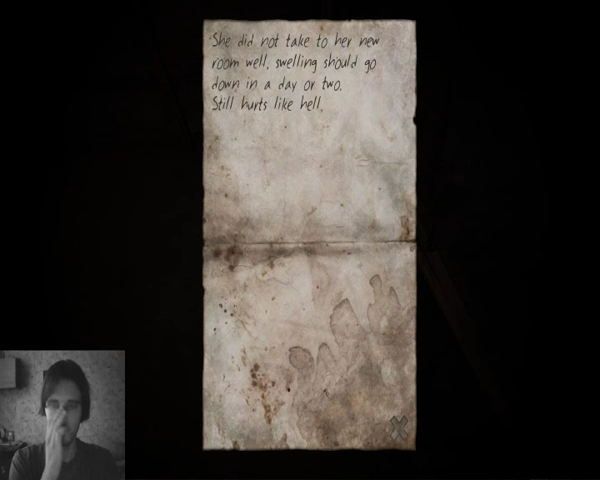 She did not take to her new
room well, swelling should go
down in a day or two.
Still hurts like hell.